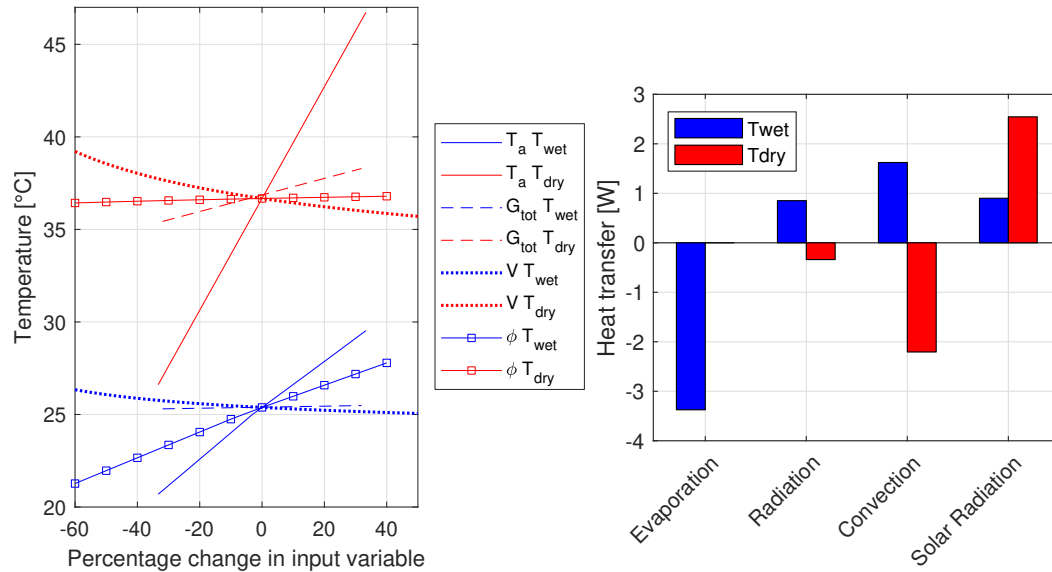 45
40
35
30
25
20
-60
-40
-20
0
20
40
Temperature [°C]
Percentage change in input variable
T_a T_wet
T_a T_dry
G_tot T_wet
G_tot T_dry
V T_wet
V T_dry
ϕ T_wet
ϕ T_dry
3
2
1
0
-1
-2
-3
-4
Heat transfer [W]
Twet
Tdry
Evaporation
Radiation
Convection
Solar Radiation